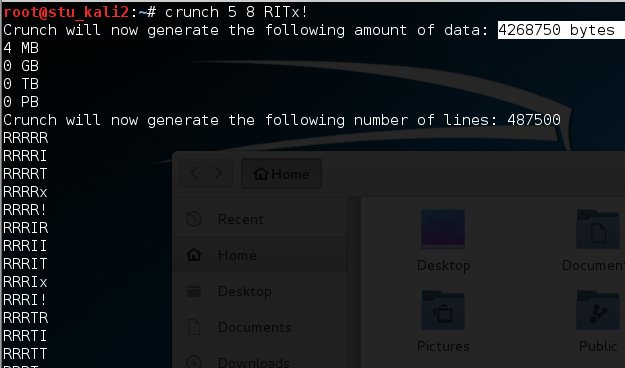 root@stu_kali2:~# crunch 5 8 RITx!
Crunch will now generate the following amount of data: 4268750 bytes
4 MB
0 GB
0 TB
0 PB
Crunch will now generate the following number of lines: 487500
RRRRR
RRRRI
RRRRT
RRRRx
RRRR!
RRRIR
RRRII
RRRIT
RRRIx
RRRI!
RRRTR
RRRTI
RRRTT
Home
Recent
Home
Desktop
Documents
Downloads
Desktop
Documen
Pictures
Public